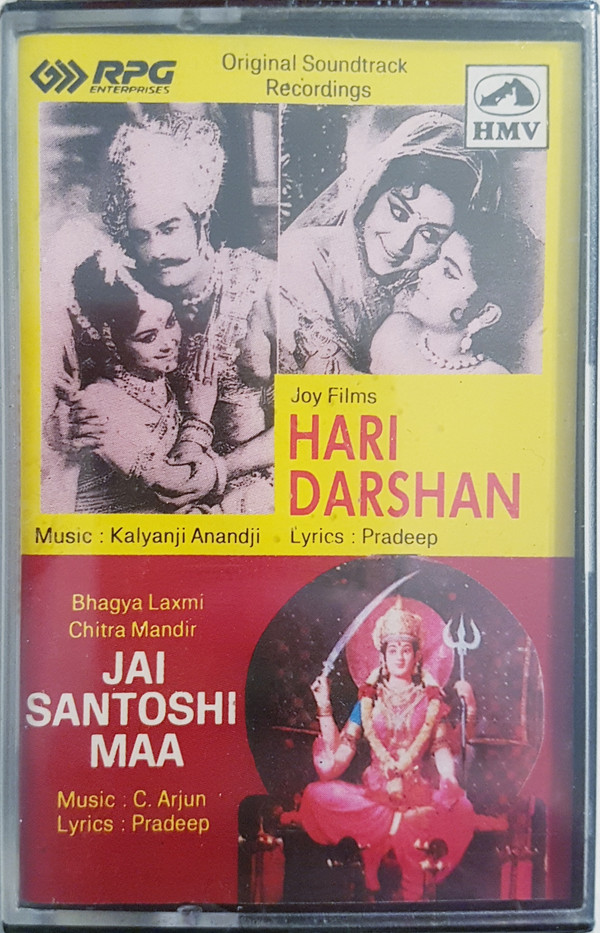 RPG
ENTERPRISES
Original Soundtrack
Recordings
HMV
Joy Films
HARI
DARSHAN
Music : Kalyanji Anandji
Lyrics : Pradeep
Bhagya Laxmi
Chitra Mandir
JAI
SANTOSHI
MAA
Music : C. Arjun
Lyrics : Pradeep